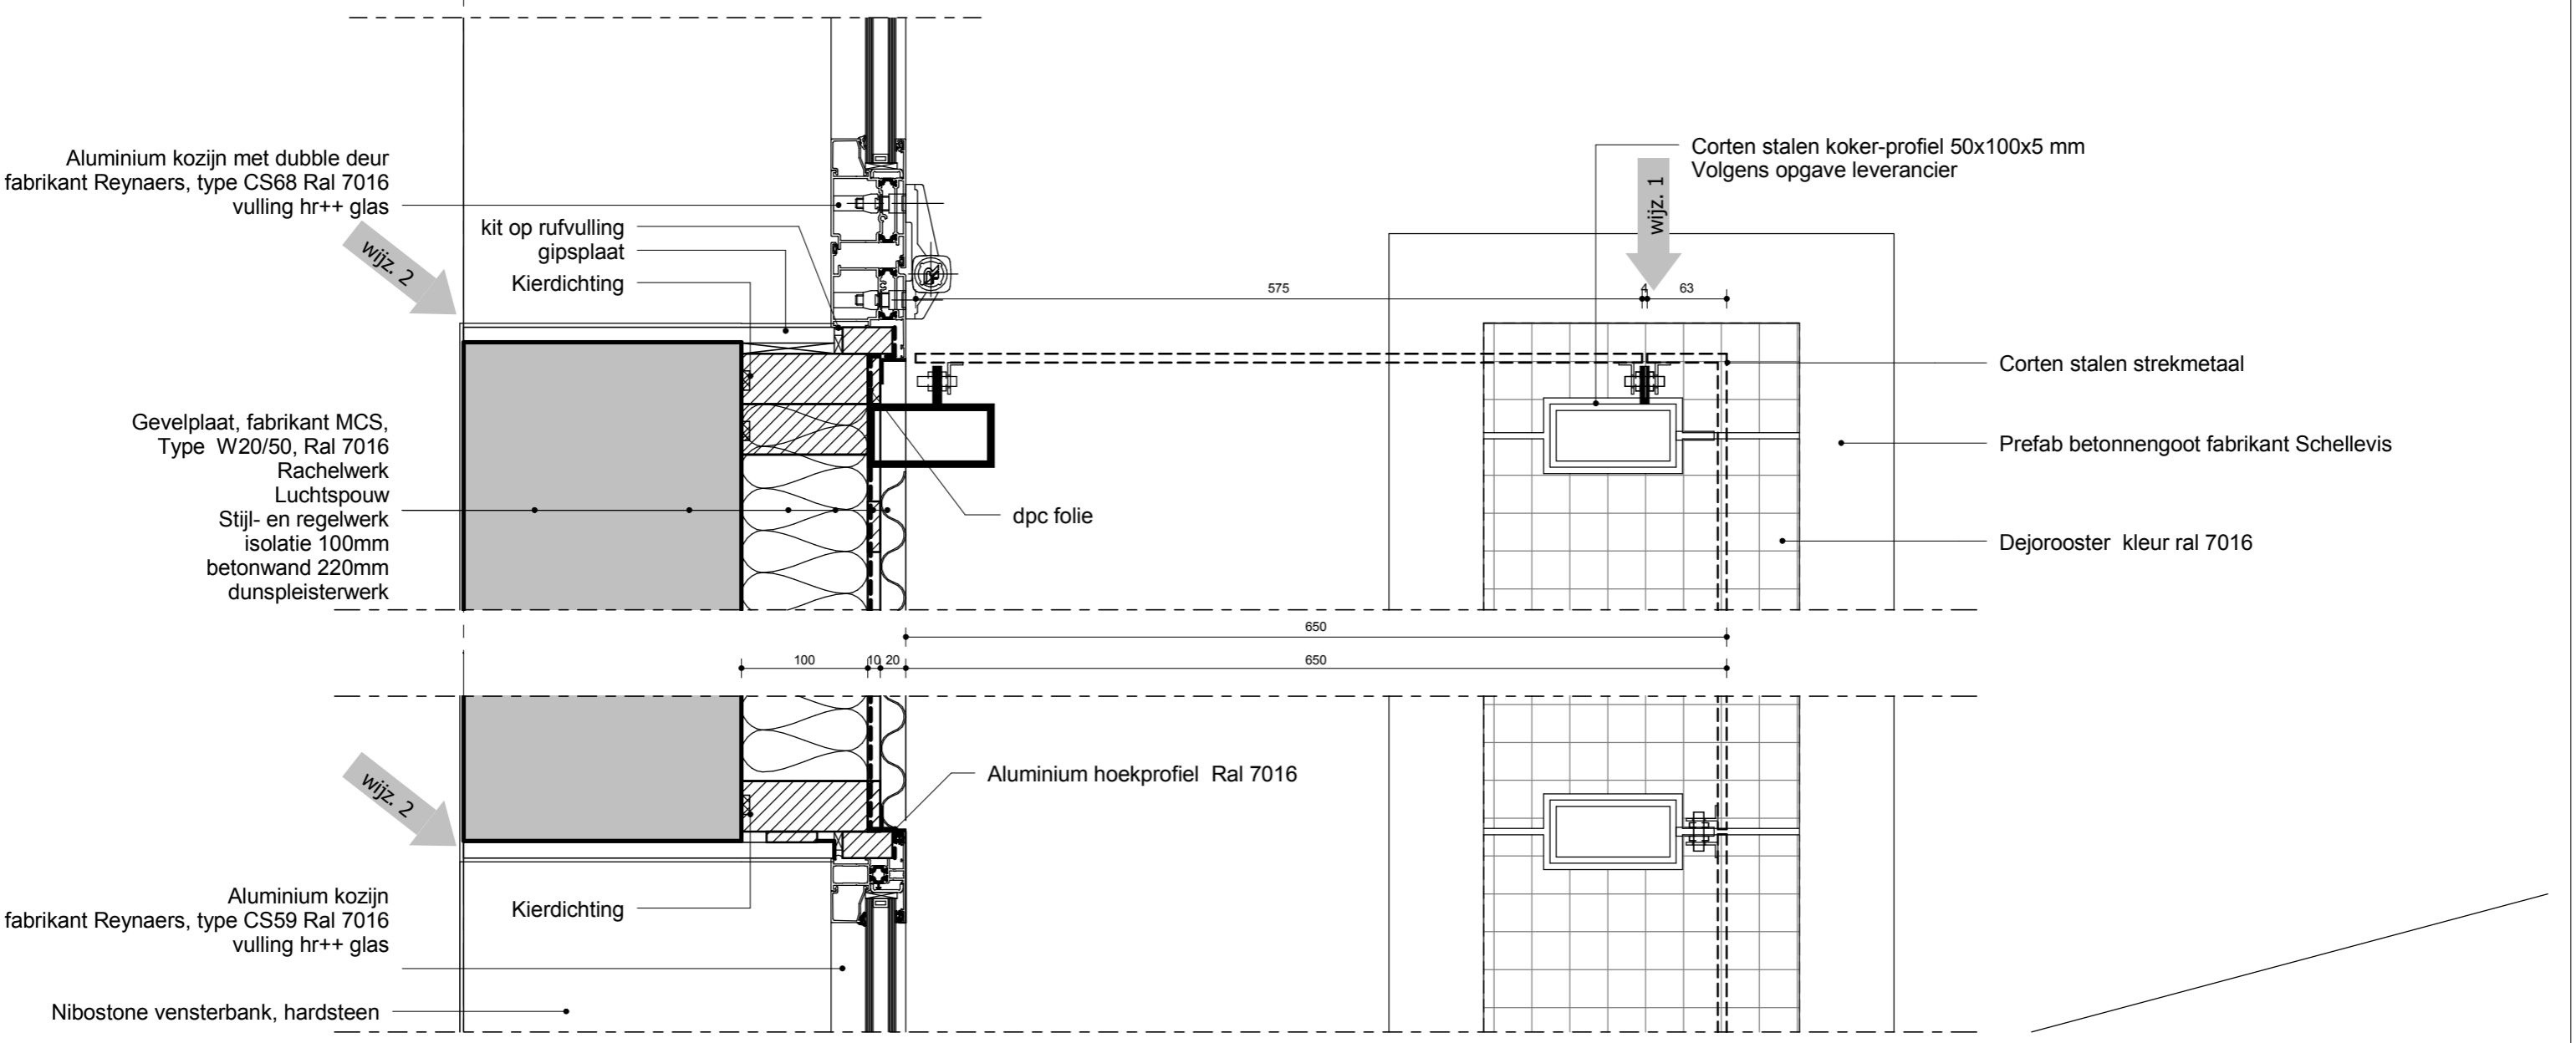 Aluminium kozijn met dubble deur
fabrikant Reynaers, type CS68 Ral 7016
vulling hr++ glas
wijz. 2
kit op rufvulling
gipsplaat
Kierdichting
Corten stalen koker-profiel 50x100x5 mm
Volgens opgave leverancier
wijz. 1
575
4
63
Corten stalen strekmetaal
Prefab betonnengoot fabrikant Schellevis
Dejorooster kleur ral 7016
Gevelplaat, fabrikant MCS,
Type W20/50, Ral 7016
Rachelwerk
Luchtspouw
Stijl- en regelwerk
isolatie 100mm
betonwand 220mm
dunspleisterwerk
dpc folie
650
100
10
20
650
wijz. 2
Aluminium hoekprofiel Ral 7016
Aluminium kozijn
fabrikant Reynaers, type CS59 Ral 7016
vulling hr++ glas
Kierdichting
Nibostone vensterbank, hardsteen